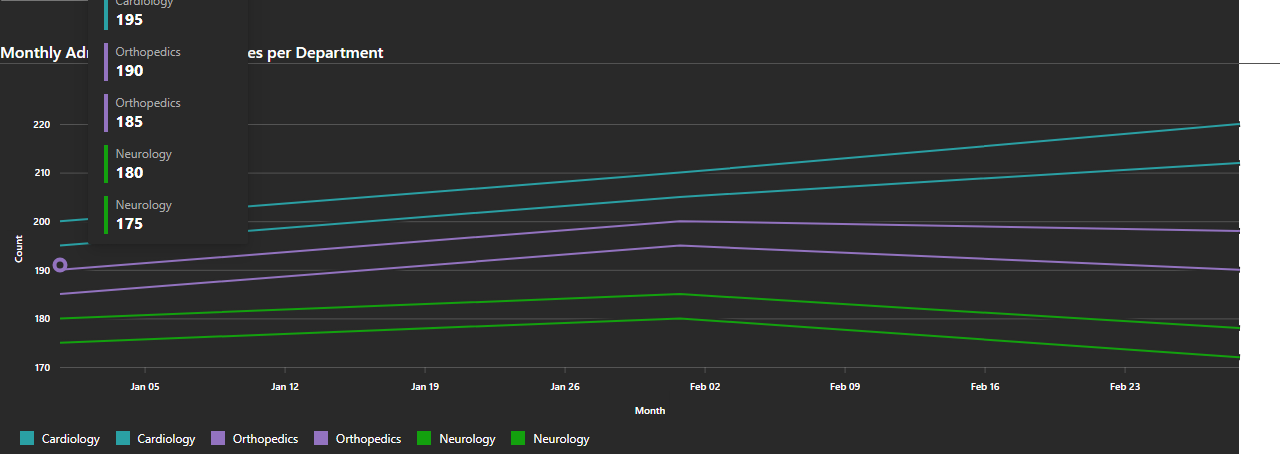 Cardiology
195
Monthly Ad es per Department
Orthopedics
190
Orthopedics
185
Neurology
180
Neurology
175
220
210
200
190
180
170
Count
Jan 05 Jan 12 Jan 19 Jan 26 Feb 02 Feb 09 Feb 16 Feb 23
Month
Cardiology Cardiology Orthopedics Orthopedics Neurology Neurology